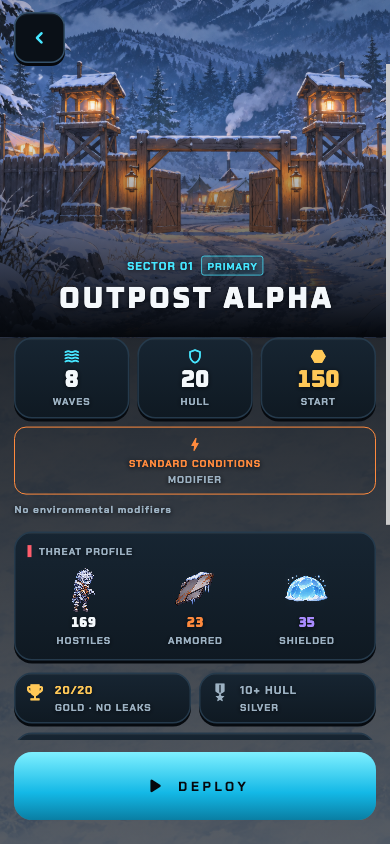 SECTOR 01 PRIMARY
OUTPOST ALPHA
8 20 150
WAVES HULL START
STANDARD CONDITIONS
MODIFIER
No environmental modifiers
THREAT PROFILE
169 23 35
HOSTILES ARMORED SHIELDED
20/20 10+ HULL
GOLD · NO LEAKS SILVER
DEPLOY